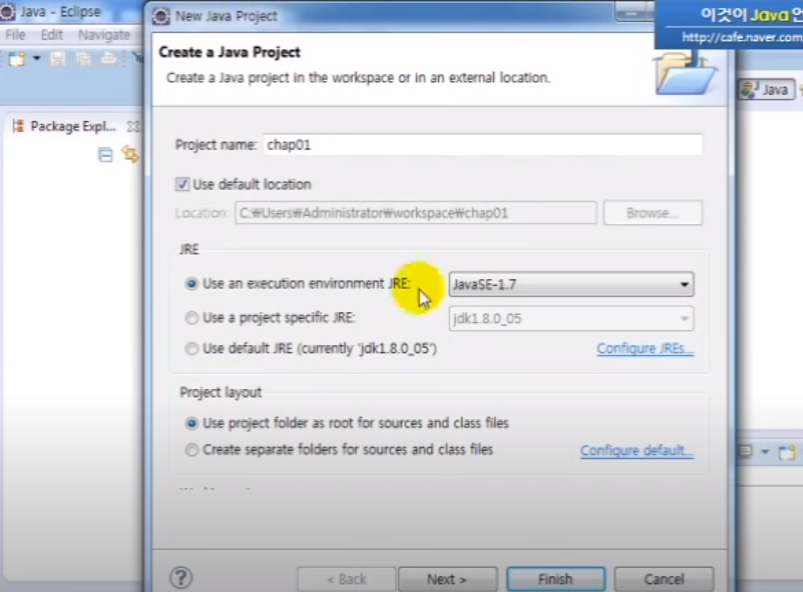 Java - Eclipse
New Java Project
이것이 Java
http://cafe.naver.com
File Edit Navigate
Create a Java Project
Create a Java project in the workspace or in an external location.
Java
Package Expl...
Project name: chap01
Use default location
Location: C:₩Users₩Administrator₩workspace₩chap01 Browse...
JRE
Use an execution environment JRE: JavaSE-1.7
Use a project specific JRE: jdk1.8.0_05
Use default JRE (currently 'jdk1.8.0_05') Configure JREs...
Project layout
Use project folder as root for sources and class files
Create separate folders for sources and class files Configure default...
? < Back Next > Finish Cancel